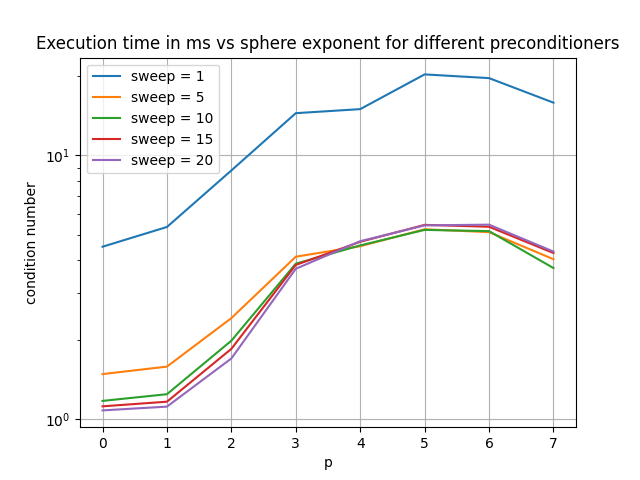 Execution time in ms vs sphere exponent for different preconditioners
sweep = 1
sweep = 5
sweep = 10
sweep = 15
sweep = 20
condition number
10¹
10⁰
0 1 2 3 4 5 6 7
p